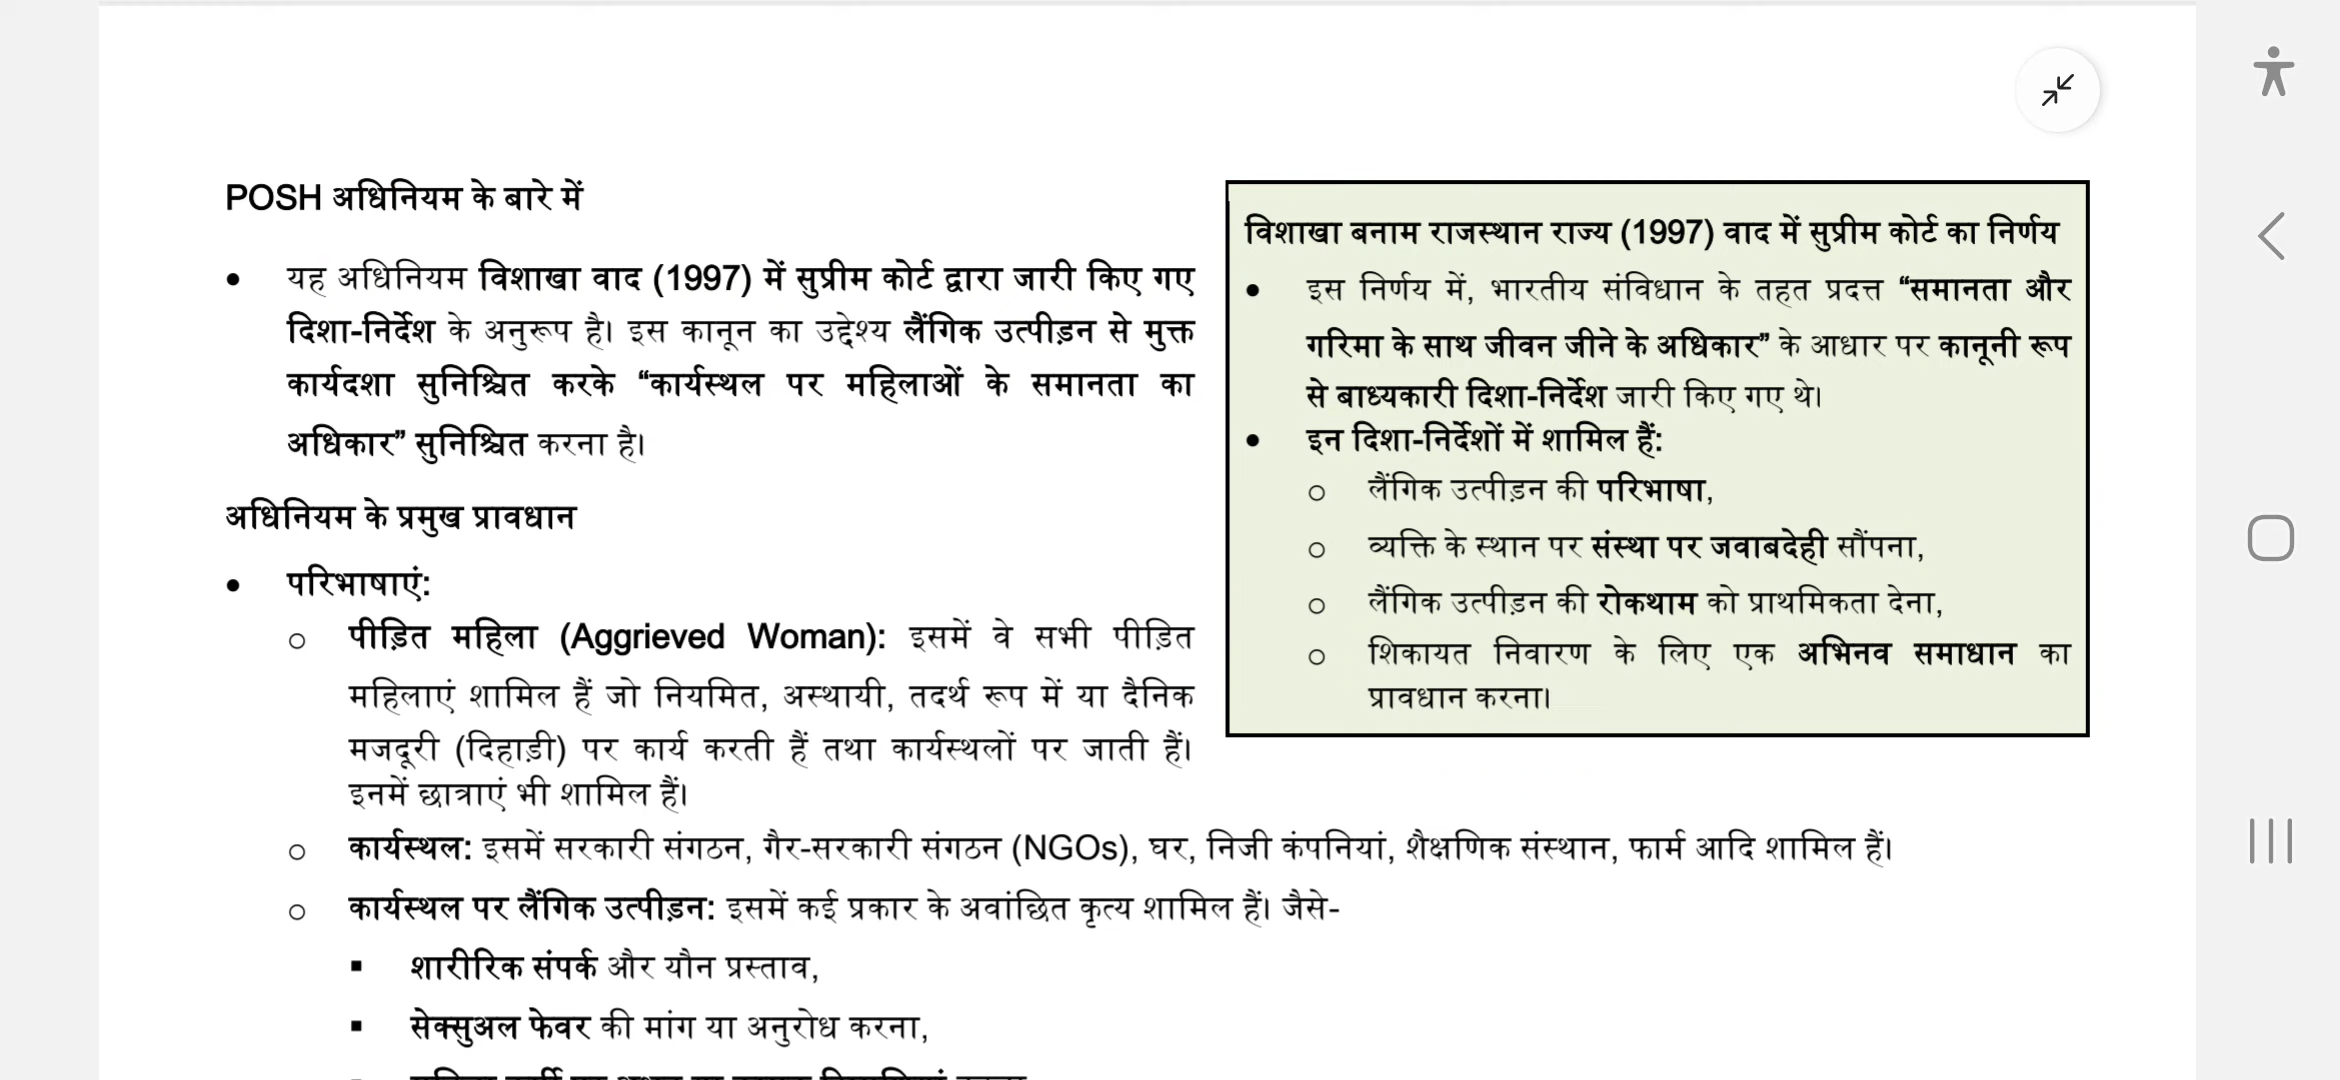 POSH अधिनियम के बारे में
• यह अधिनियम विशाखा वाद (1997) में सुप्रीम कोर्ट द्वारा जारी किए गए
दिशा-निर्देश के अनुरूप है। इस कानून का उद्देश्य लैंगिक उत्पीड़न से मुक्त
कार्यदशा सुनिश्चित करके “कार्यस्थल पर महिलाओं के समानता का
अधिकार” सुनिश्चित करना है।
अधिनियम के प्रमुख प्रावधान
• परिभाषाएं:
o पीड़ित महिला (Aggrieved Woman): इसमें वे सभी पीड़ित
महिलाएं शामिल हैं जो नियमित, अस्थायी, तदर्थ रूप में या दैनिक
मजदूरी (दिहाड़ी) पर कार्य करती हैं तथा कार्यस्थलों पर जाती हैं।
इनमें छात्राएं भी शामिल हैं।
विशाखा बनाम राजस्थान राज्य (1997) वाद में सुप्रीम कोर्ट का निर्णय
• इस निर्णय में, भारतीय संविधान के तहत प्रदत्त “समानता और
गरिमा के साथ जीवन जीने के अधिकार” के आधार पर कानूनी रूप
से बाध्यकारी दिशा-निर्देश जारी किए गए थे।
• इन दिशा-निर्देशों में शामिल हैं:
o लैंगिक उत्पीड़न की परिभाषा,
o व्यक्ति के स्थान पर संस्था पर जवाबदेही सौंपना,
o लैंगिक उत्पीड़न की रोकथाम को प्राथमिकता देना,
o शिकायत निवारण के लिए एक अभिनव समाधान का
प्रावधान करना।
o कार्यस्थल: इसमें सरकारी संगठन, गैर-सरकारी संगठन (NGOs), घर, निजी कंपनियां, शैक्षणिक संस्थान, फार्म आदि शामिल हैं।
o कार्यस्थल पर लैंगिक उत्पीड़न: इसमें कई प्रकार के अवांछित कृत्य शामिल हैं। जैसे-
▪ शारीरिक संपर्क और यौन प्रस्ताव,
▪ सेक्सुअल फेवर की मांग या अनुरोध करना,